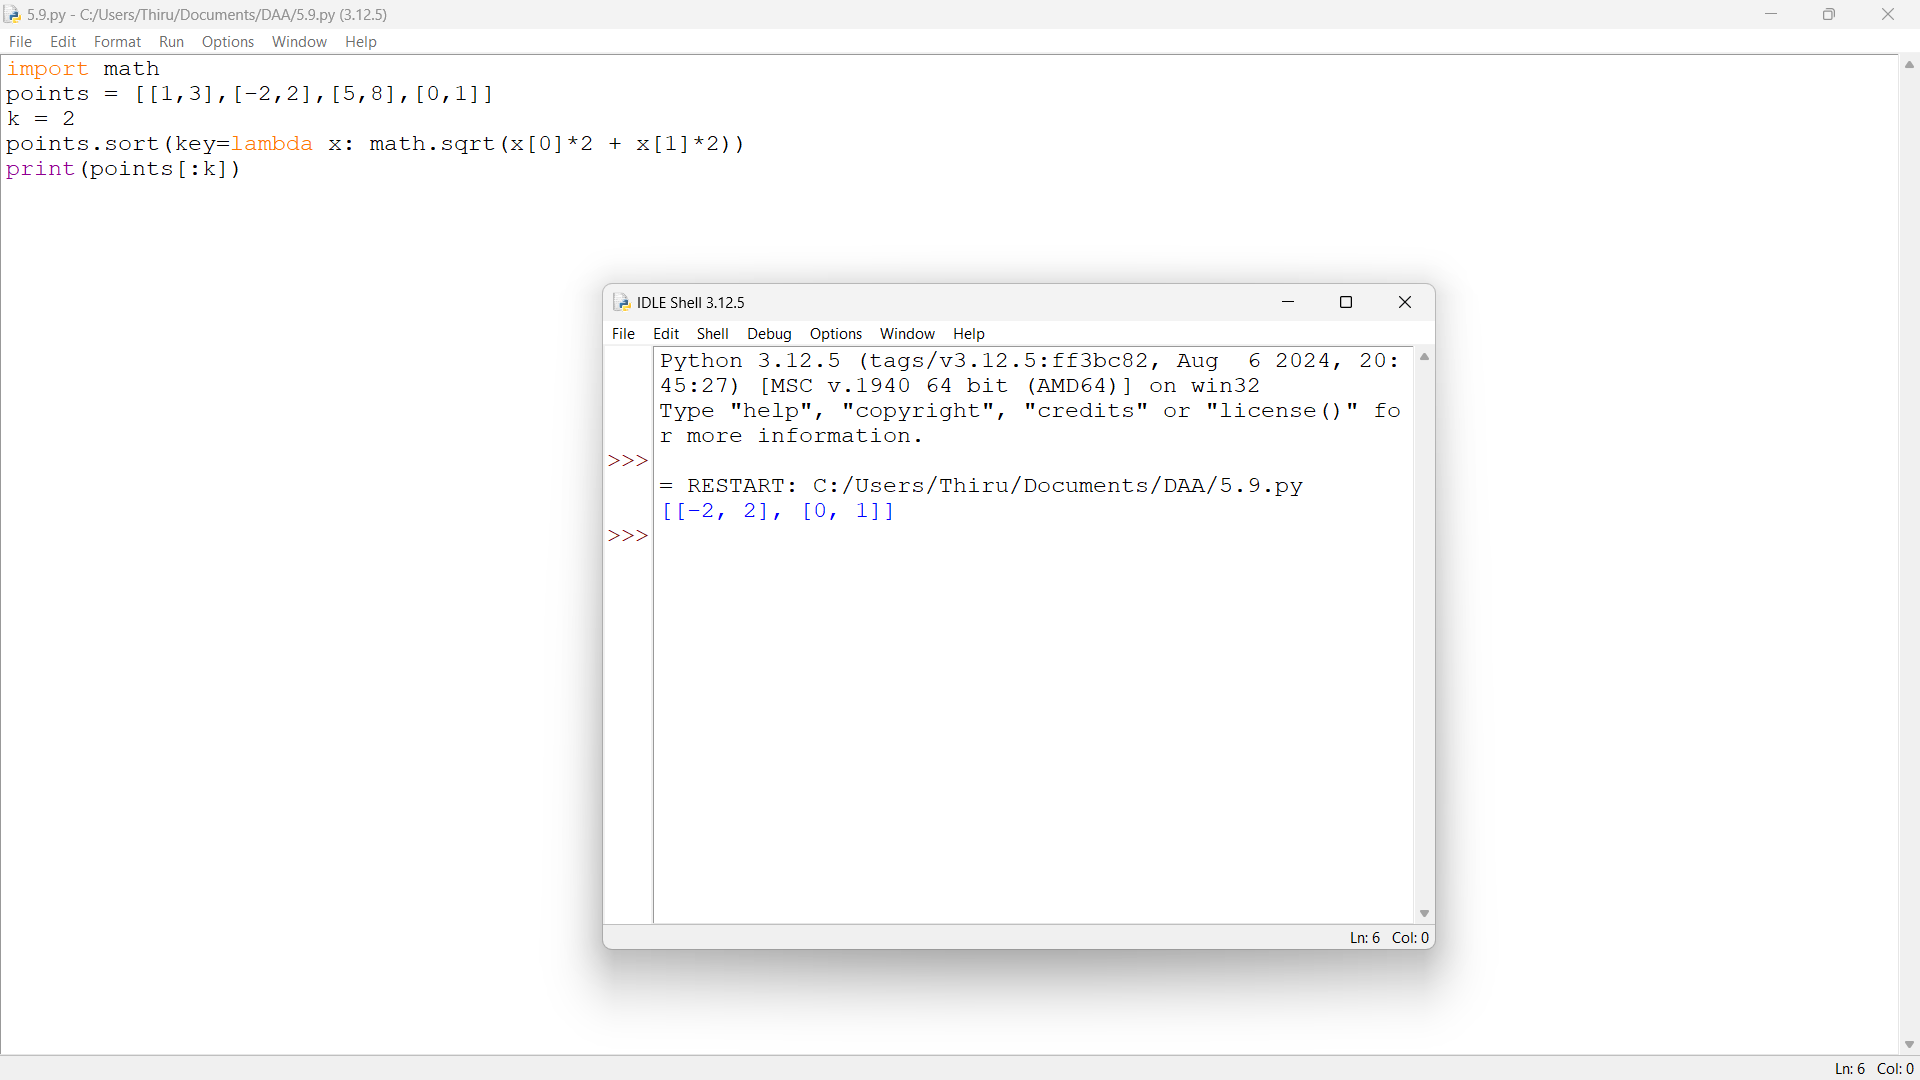 5.9.py - C:/Users/Thiru/Documents/DAA/5.9.py (3.12.5)
File Edit Format Run Options Window Help
import math
points = [[1,3],[-2,2],[5,8],[0,1]]
k = 2
points.sort(key=lambda x: math.sqrt(x[0]*2 + x[1]*2))
print(points[:k])
IDLE Shell 3.12.5
File Edit Shell Debug Options Window Help
Python 3.12.5 (tags/v3.12.5:ff3bc82, Aug  6 2024, 20:
45:27) [MSC v.1940 64 bit (AMD64)] on win32
Type "help", "copyright", "credits" or "license()" fo
r more information.
>>>
= RESTART: C:/Users/Thiru/Documents/DAA/5.9.py
[[-2, 2], [0, 1]]
>>>
Ln: 6 Col: 0
Ln: 6 Col: 0